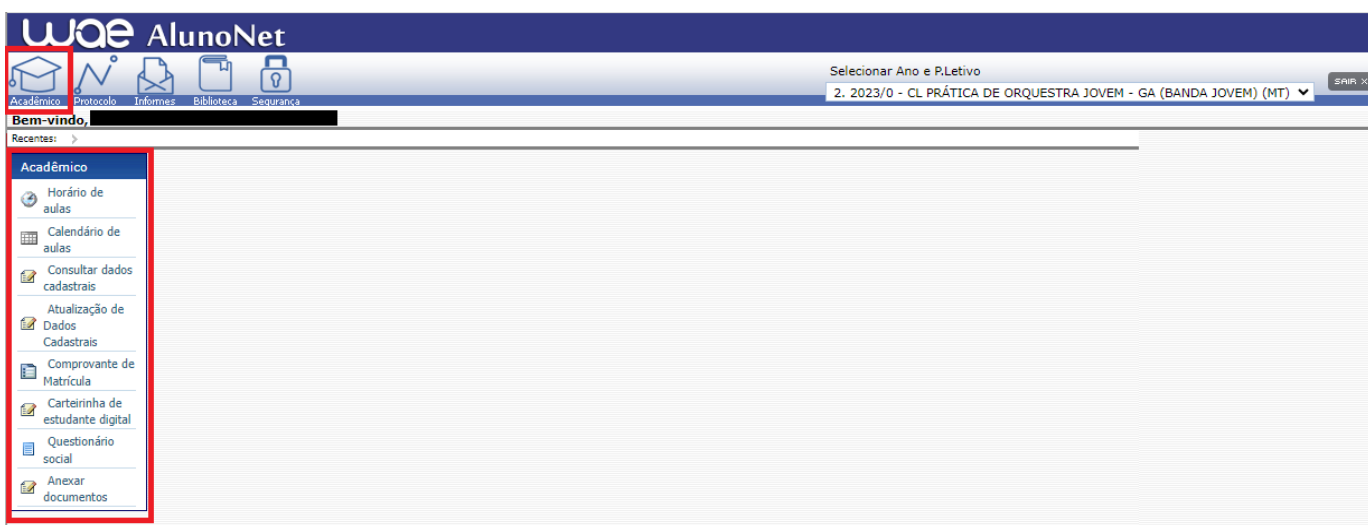 wae AlunoNet
Selecionar Ano e P.Letivo
2. 2023/0 - CL PRÁTICA DE ORQUESTRA JOVEM - GA (BANDA JOVEM) (MT)
SAIR X
Acadêmico Protocolo Informes Biblioteca Segurança
Bem-vindo,
Recentes: >
Acadêmico
Horário de
aulas
Calendário de
aulas
Consultar dados
cadastrais
Atualização de
Dados
Cadastrais
Comprovante de
Matrícula
Carteirinha de
estudante digital
Questionário
social
Anexar
documentos